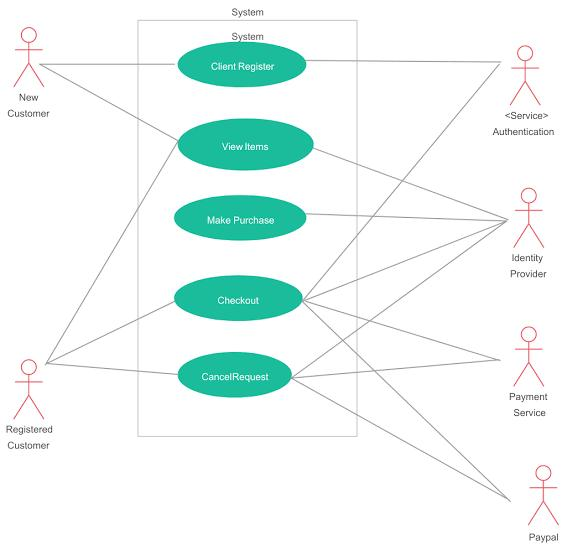 System
System
Client Register
New
Customer
<Service>
Authentication
View Items
Make Purchase
Identity
Provider
Checkout
CancelRequest
Payment
Service
Registered
Customer
Paypal